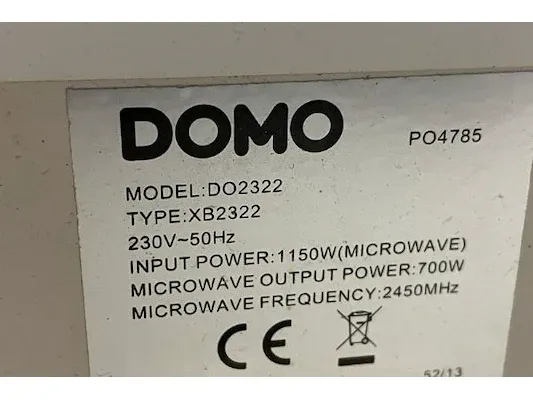 DOMO PO4785
MODEL:DO2322
TYPE:XB2322
230V~50Hz
INPUT POWER:1150W(MICROWAVE)
MICROWAVE OUTPUT POWER:700W
MICROWAVE FREQUENCY:2450MHz
CE
52/13